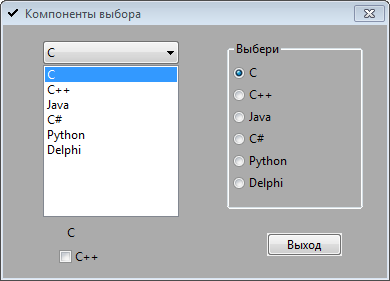 Компоненты выбора
C
C
C++
Java
C#
Python
Delphi
C
C++
Выбери
C
C++
Java
C#
Python
Delphi
Выход